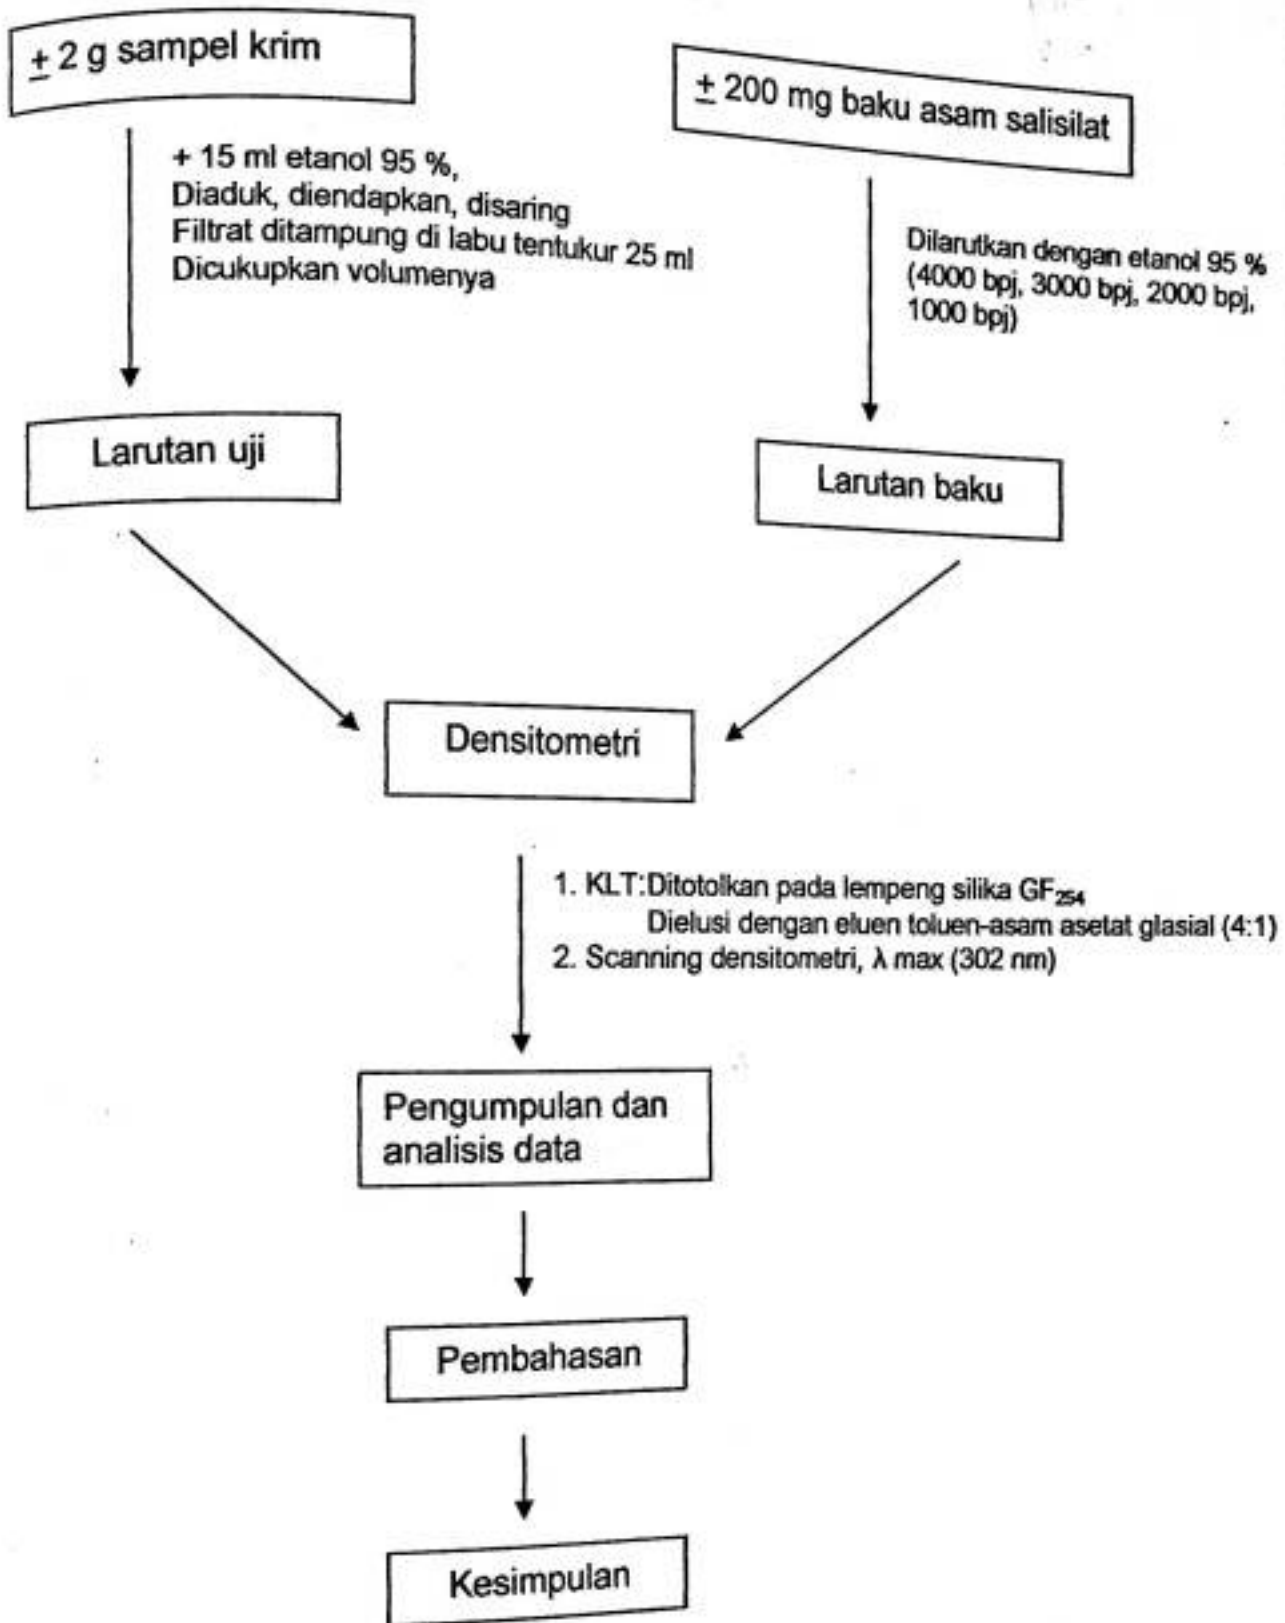 ± 2 g sampel krim
± 200 mg baku asam salisilat
+ 15 ml etanol 95 %,
Diaduk, diendapkan, disaring
Filtrat ditampung di labu tentukur 25 ml
Dicukupkan volumenya
Dilarutkan dengan etanol 95 %
(4000 bpj, 3000 bpj, 2000 bpj,
1000 bpj)
Larutan uji
Larutan baku
Densitometri
1. KLT:Ditotolkan pada lempeng silika GF₂₅₄
Dielusi dengan eluen toluen-asam asetat glasial (4:1)
2. Scanning densitometri, λ max (302 nm)
Pengumpulan dan
analisis data
Pembahasan
Kesimpulan